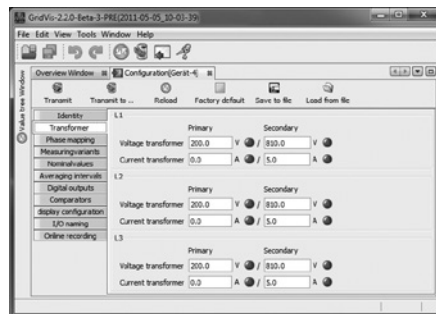 GridVis-2.2.0-Beta-3-PRE(2011-05-05_10-03-39)
File Edit View Tools Window Help
Value tree Window
Overview Window Configuration[Gerät-4]
Transmit Transmit to ... Reload Factory default Save to file Load from file
Identity
Transformer
Phase mapping
Measuringvariants
Nominalvalues
Averaging intervals
Digital outputs
Comparators
display configuration
I/O naming
Online recording
L1
Primary Secondary
Voltage transformer 200.0 V / 810.0 V
Current transformer 0.0 A / 5.0 A
L2
Primary Secondary
Voltage transformer 200.0 V / 810.0 V
Current transformer 0.0 A / 5.0 A
L3
Primary Secondary
Voltage transformer 200.0 V / 810.0 V
Current transformer 0.0 A / 5.0 A